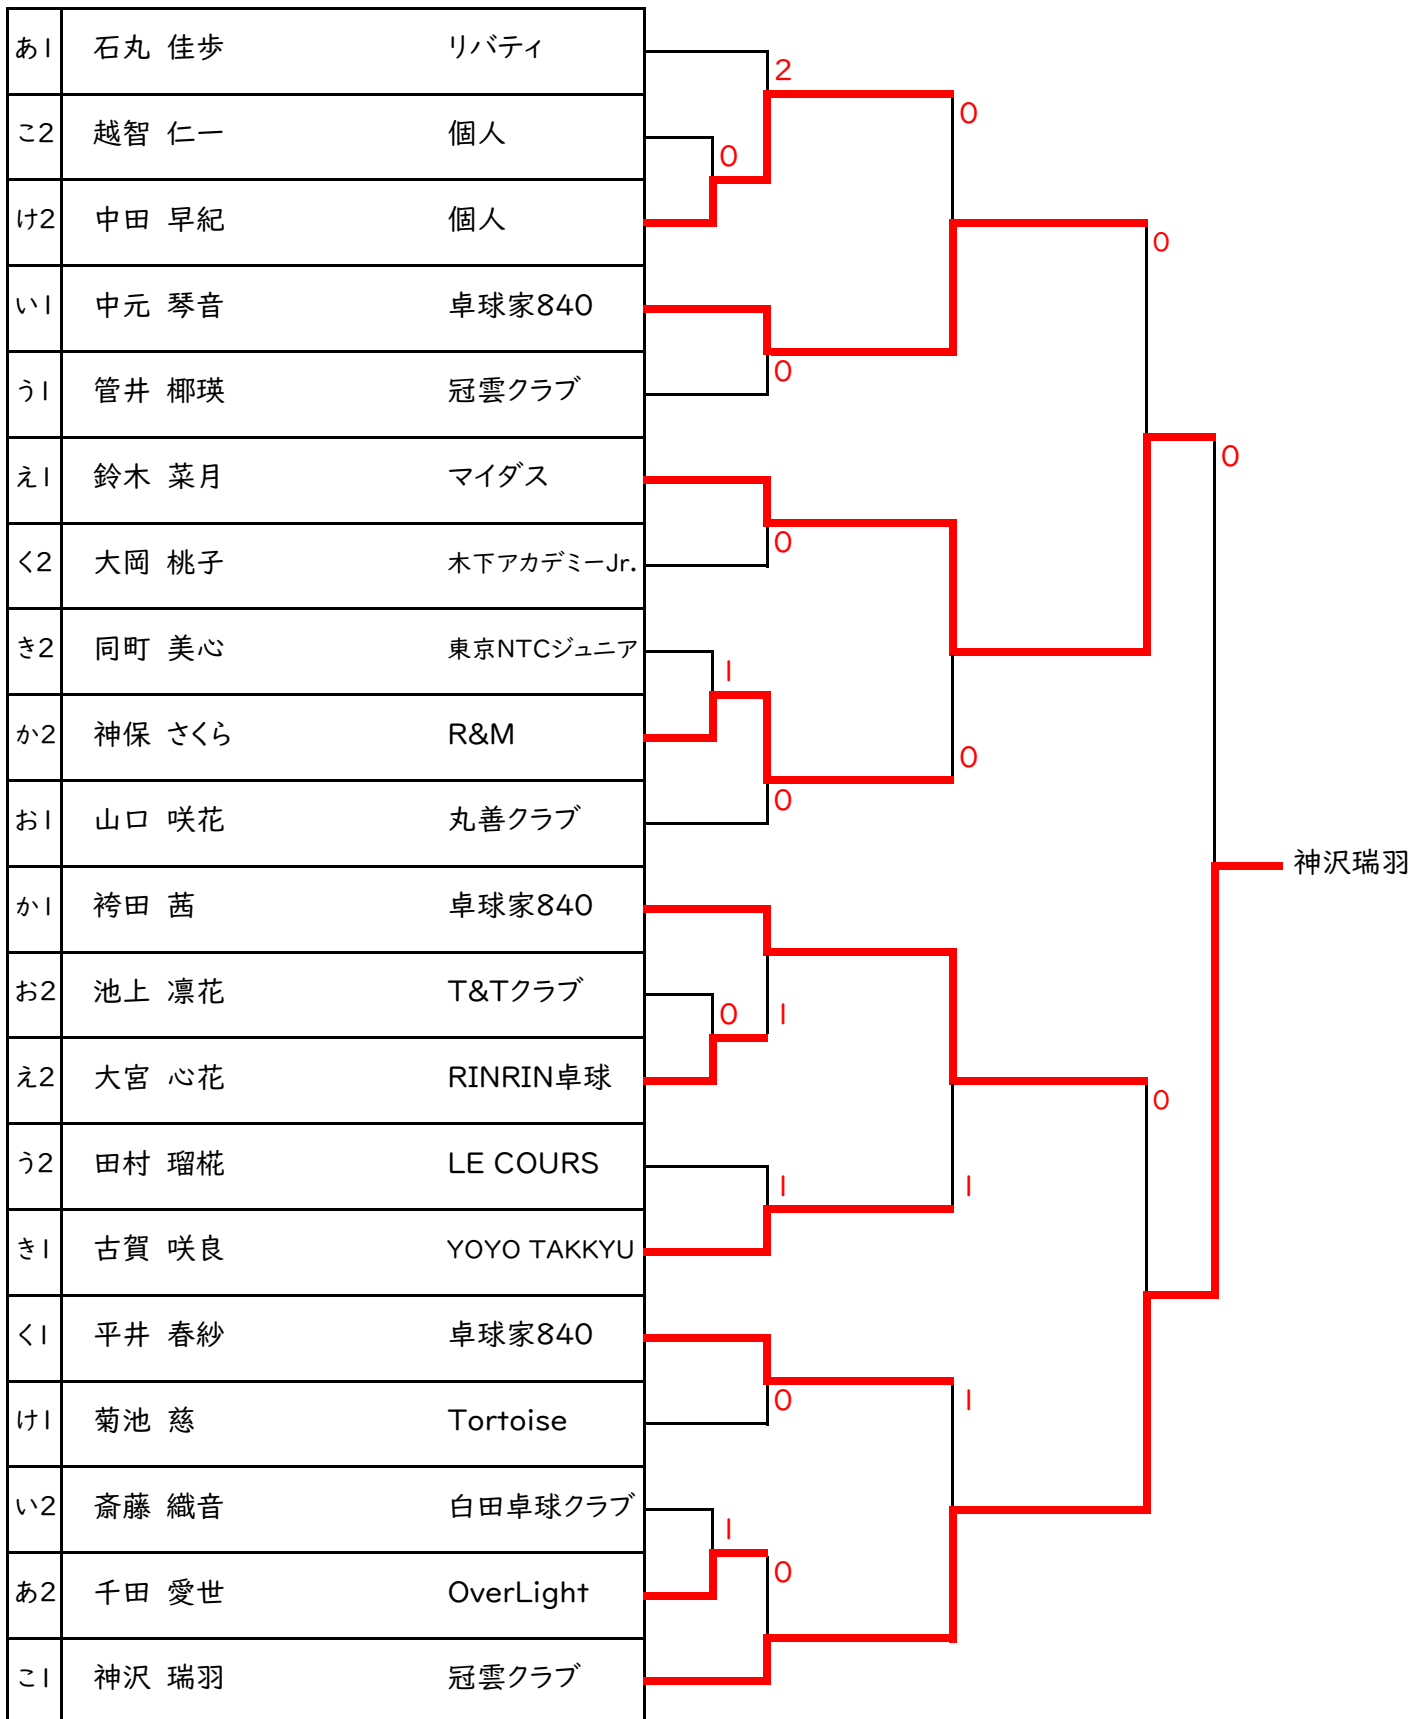 あ1 石丸 佳歩 リバティ
2
0
こ2 越智 仁一 個人
0
け2 中田 早紀 個人
0
い1 中元 琴音 卓球家840
0
う1 管井 椰瑛 冠雲クラブ
0
え1 鈴木 菜月 マイダス
0
く2 大岡 桃子 木下アカデミーJr.
き2 同町 美心 東京NTCジュニア
1
か2 神保 さくら R&M
0
0
お1 山口 咲花 丸善クラブ
神沢瑞羽
か1 袴田 茜 卓球家840
お2 池上 凛花 T&Tクラブ
0 1
え2 大宮 心花 RINRIN卓球
0
う2 田村 瑠椛 LE COURS
1 1
き1 古賀 咲良 YOYO TAKKYU
く1 平井 春紗 卓球家840
0 1
け1 菊池 慈 Tortoise
い2 斎藤 織音 白田卓球クラブ
1
0
あ2 千田 愛世 OverLight
こ1 神沢 瑞羽 冠雲クラブ